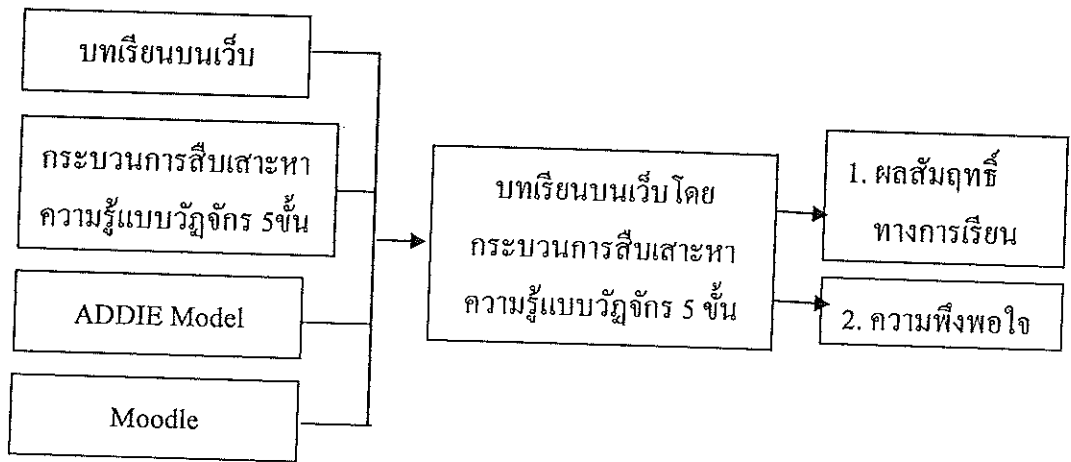 บทเรียนบนเว็บ
กระบวนการสืบเสาะหา
ความรู้แบบวัฏจักร 5ขั้น
ADDIE Model
Moodle
บทเรียนบนเว็บโดย
กระบวนการสืบเสาะหา
ความรู้แบบวัฏจักร 5 ขั้น
1. ผลสัมฤทธิ์
ทางการเรียน
2. ความพึงพอใจ